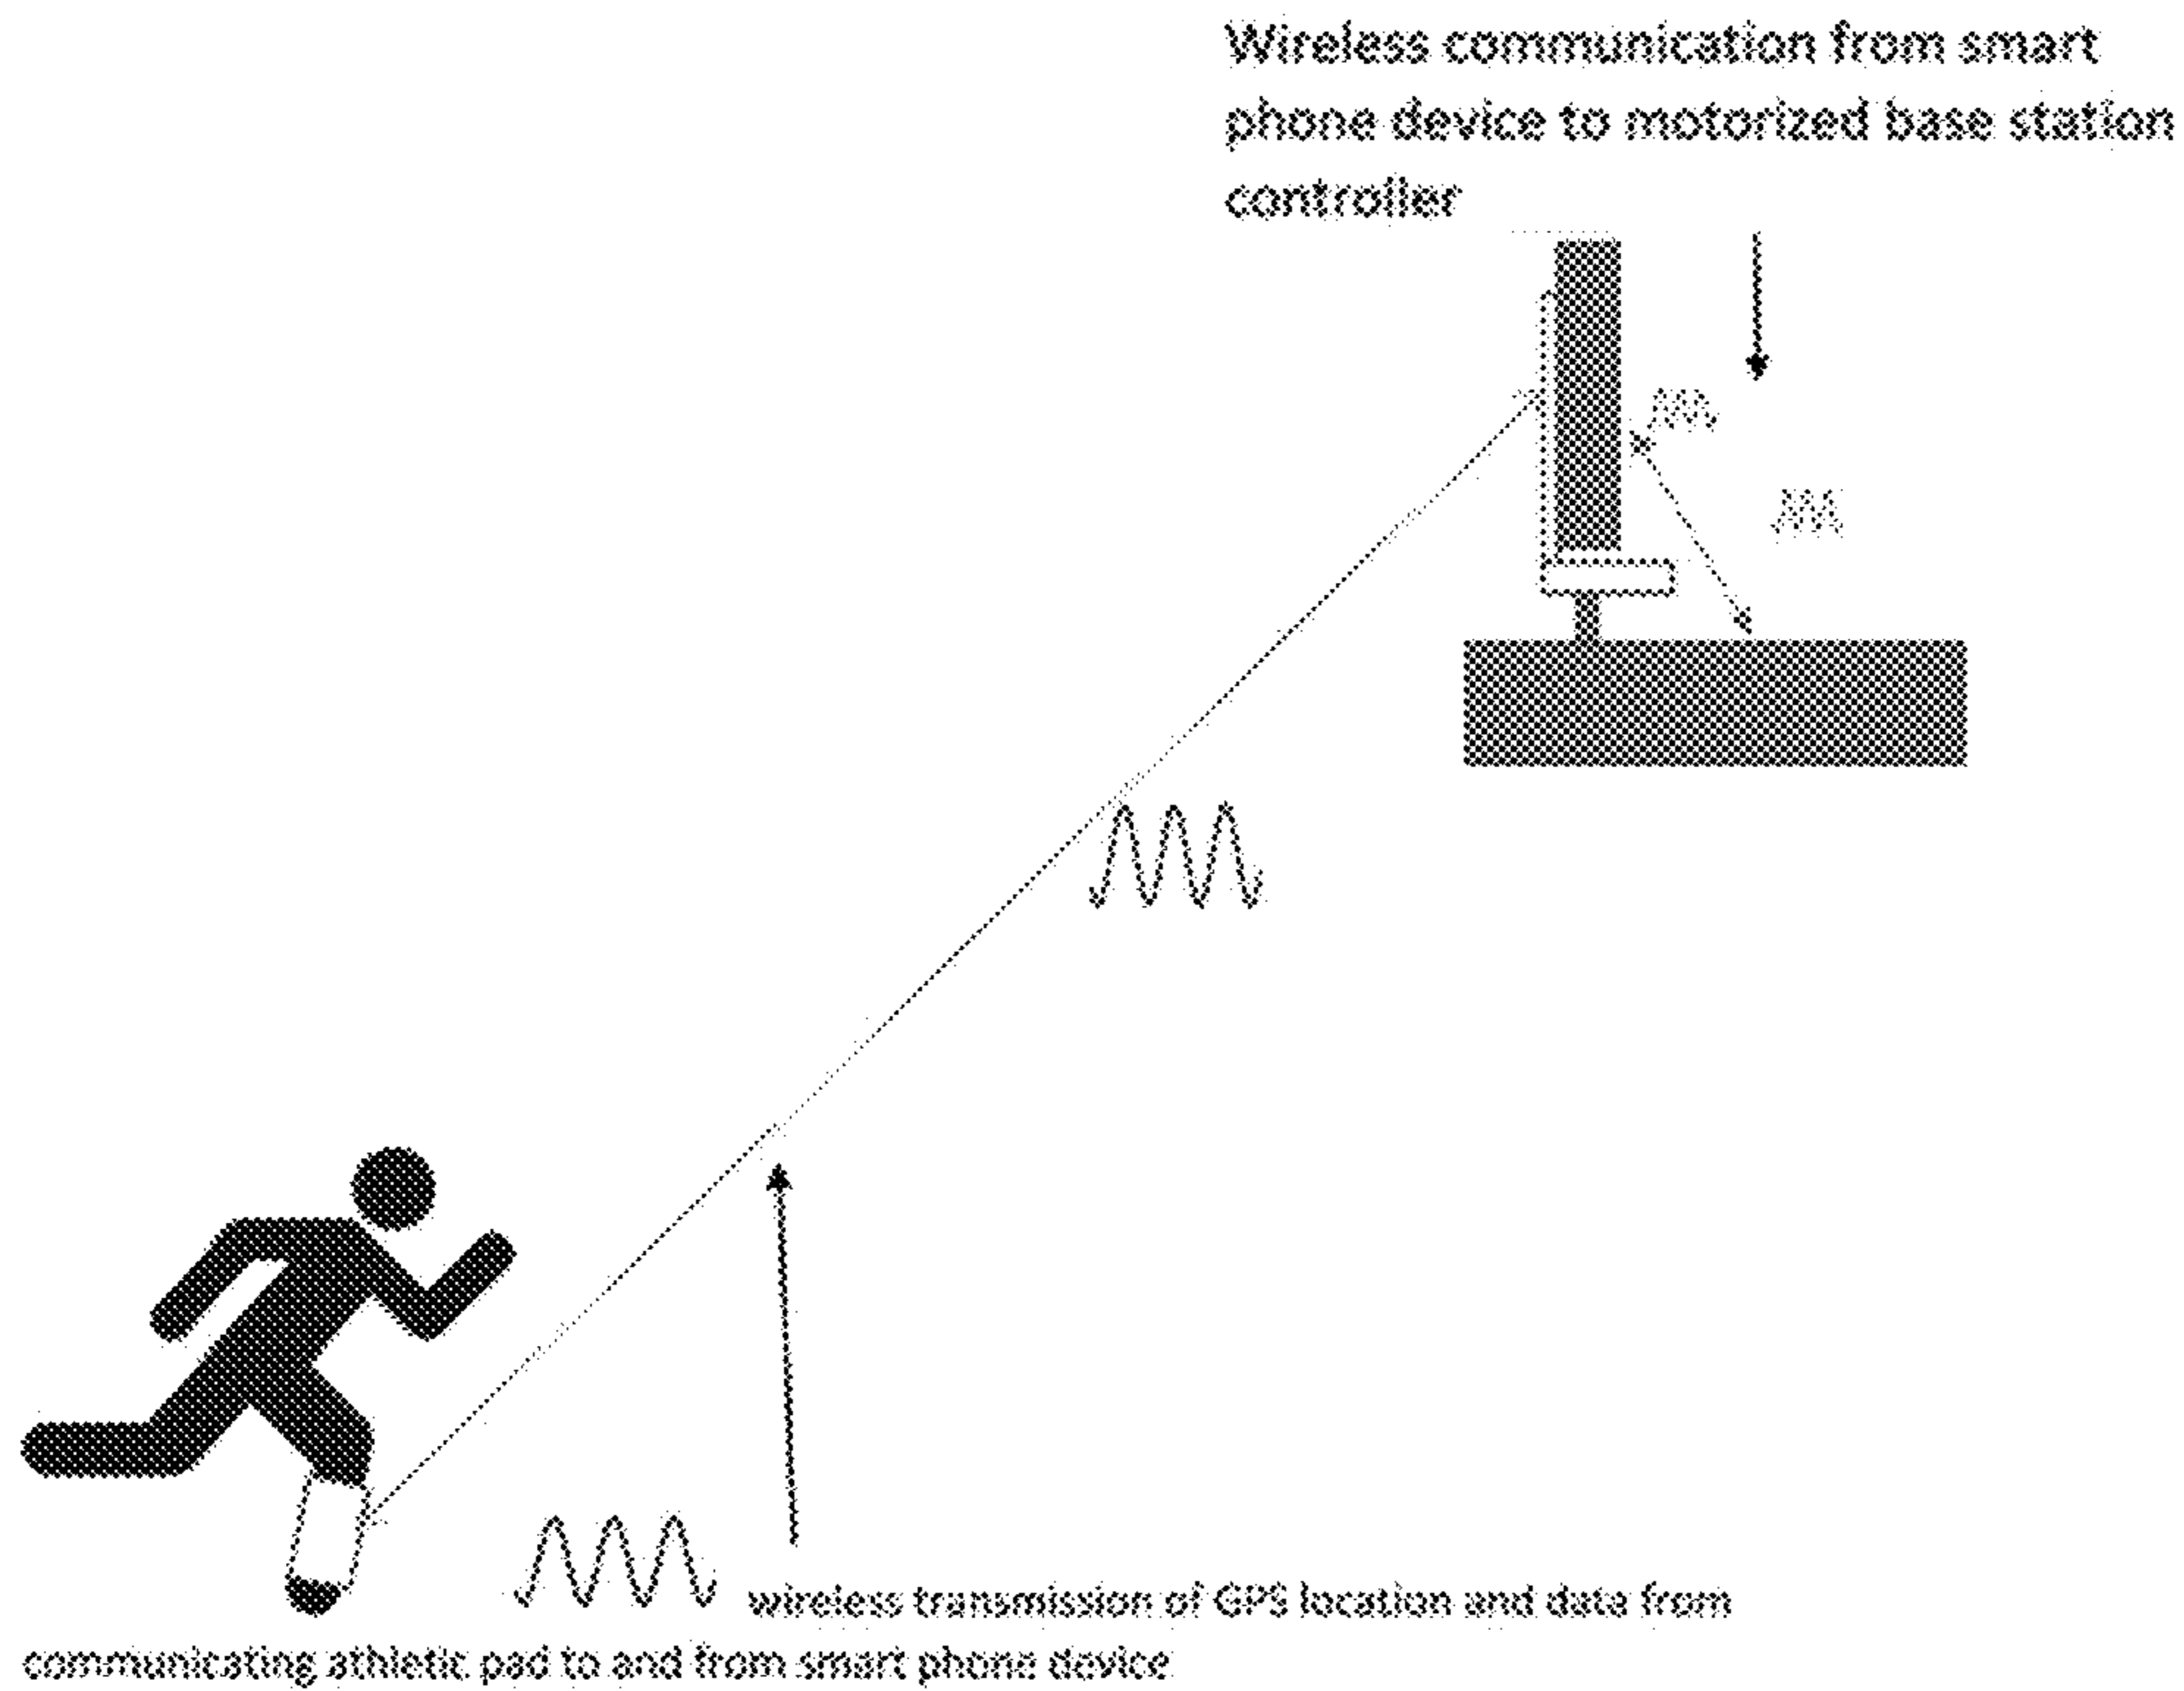 Wireless communication from smart
phone device to motorized base station
controller
wireless transmission of GPS location and data from
communicating athletic pad to and from smart phone device